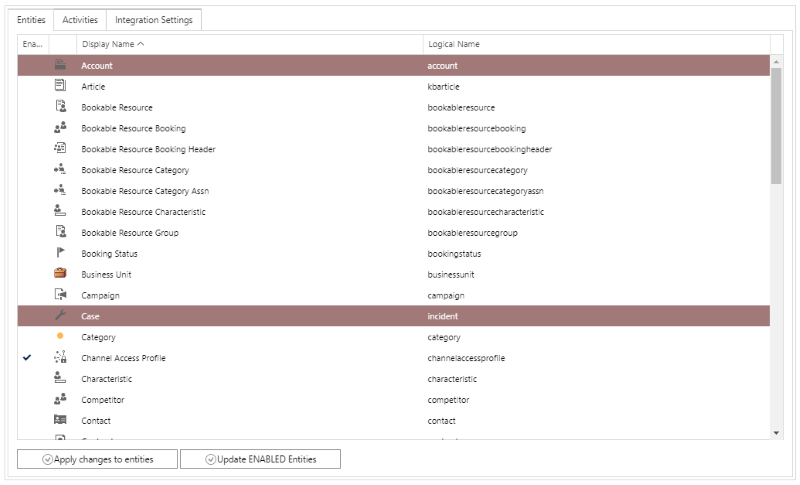 Entities Activities Integration Settings
Ena... Display Name Logical Name
Account account
Article kbarticle
Bookable Resource bookableresource
Bookable Resource Booking bookableresourcebooking
Bookable Resource Booking Header bookableresourcebookingheader
Bookable Resource Category bookableresourcecategory
Bookable Resource Category Assn bookableresourcecategoryassn
Bookable Resource Characteristic bookableresourcecharacteristic
Bookable Resource Group bookableresourcegroup
Booking Status bookingstatus
Business Unit businessunit
Campaign campaign
Case incident
Category category
Channel Access Profile channelaccessprofile
Characteristic characteristic
Competitor competitor
Contact contact
Apply changes to entities Update ENABLED Entities